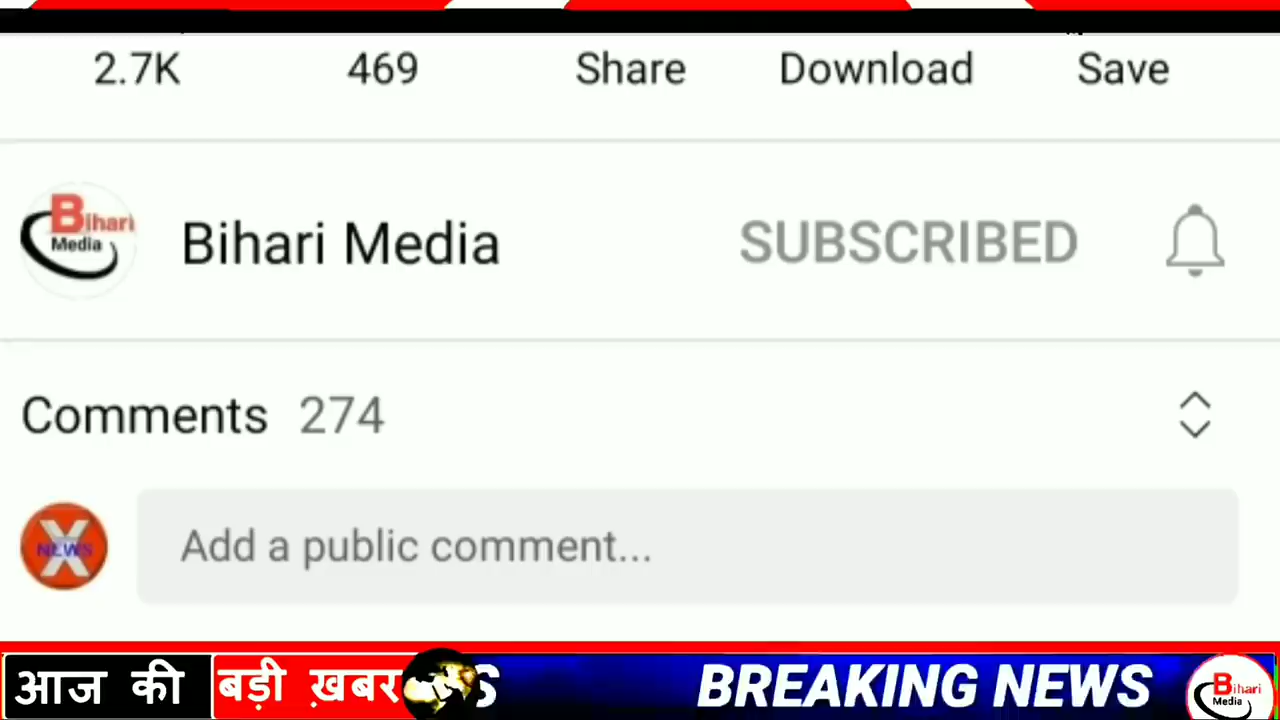 2.7K 469 Share Download Save
Bihari Media
Bihari Media SUBSCRIBED
Comments 274
X NEWS
Add a public comment...
आज की बड़ी ख़बर S BREAKING NEWS
Bihari Media